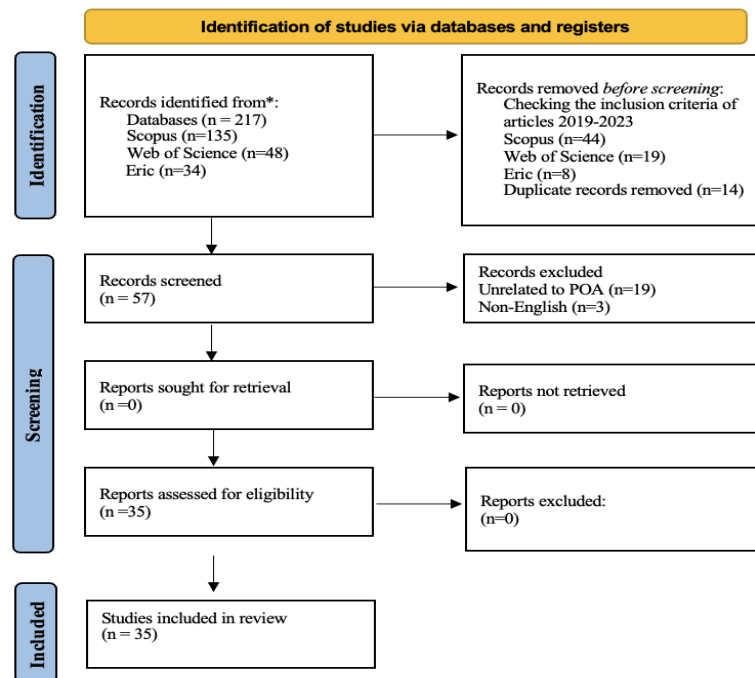 Identification of studies via databases and registers
Identification
Records identified from*:
Databases (n = 217)
Scopus (n=135)
Web of Science (n=48)
Eric (n=34)
Records removed before screening:
Checking the inclusion criteria of
articles 2019-2023
Scopus (n=44)
Web of Science (n=19)
Eric (n=8)
Duplicate records removed (n=14)
Screening
Records screened
(n = 57)
Records excluded
Unrelated to POA (n=19)
Non-English (n=3)
Reports sought for retrieval
(n =0)
Reports not retrieved
(n = 0)
Reports assessed for eligibility
(n =35)
Reports excluded:
(n=0)
Included
Studies included in review
(n = 35)